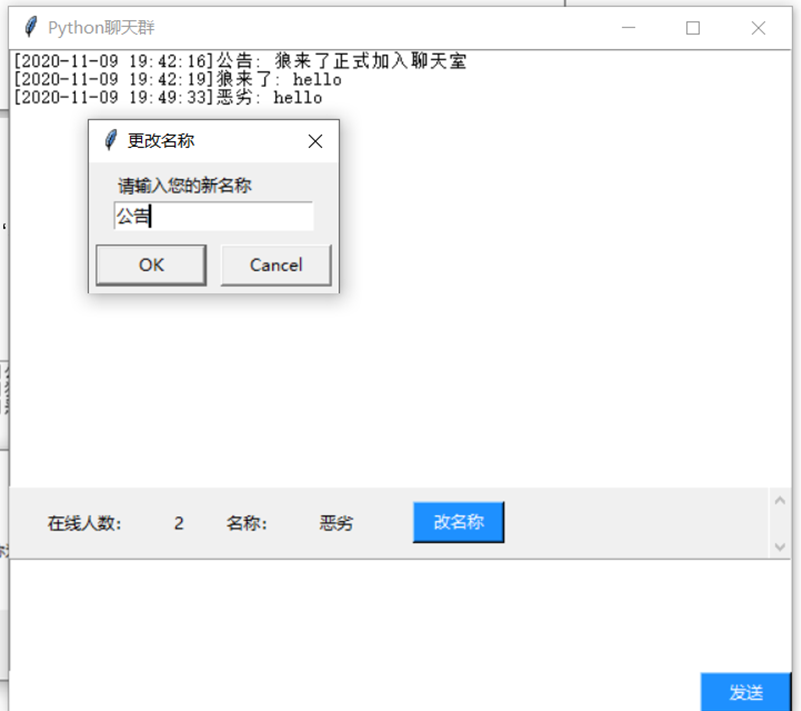 Python聊天群
[2020-11-09 19:42:16]公告: 狼来了正式加入聊天室
[2020-11-09 19:42:19]狼来了: hello
[2020-11-09 19:49:33]恶劣: hello
更改名称
请输入您的新名称
公告
OK Cancel
在线人数: 2 名称: 恶劣 改名称
发送